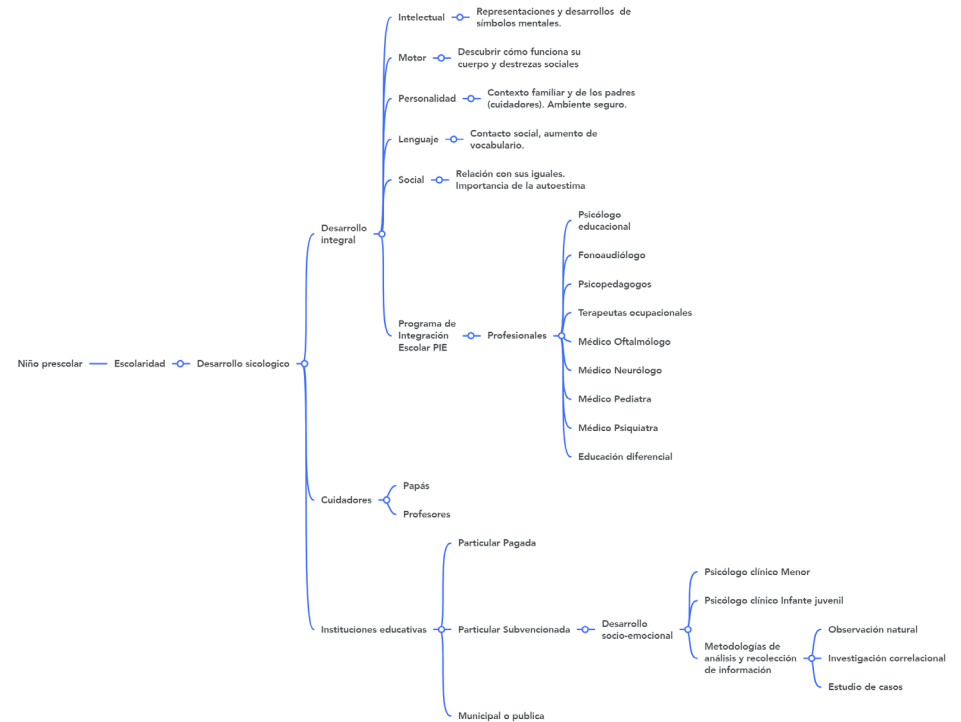 Niño prescolar
Escolaridad
Desarrollo sicologico
Desarrollo
integral
Intelectual
Representaciones y desarrollos de
símbolos mentales.
Motor
Descubrir cómo funciona su
cuerpo y destrezas sociales
Personalidad
Contexto familiar y de los padres
(cuidadores). Ambiente seguro.
Lenguaje
Contacto social, aumento de
vocabulario.
Social
Relación con sus iguales.
Importancia de la autoestima
Programa de
Integración
Escolar PIE
Profesionales
Psicólogo
educacional
Fonoaudiólogo
Psicopedagogos
Terapeutas ocupacionales
Médico Oftalmólogo
Médico Neurólogo
Médico Pediatra
Médico Psiquiatra
Educación diferencial
Cuidadores
Papás
Profesores
Instituciones educativas
Particular Pagada
Particular Subvencionada
Desarrollo
socio-emocional
Psicólogo clínico Menor
Psicólogo clínico Infante juvenil
Metodologías de
análisis y recolección
de información
Observación natural
Investigación correlacional
Estudio de casos
Municipal o publica